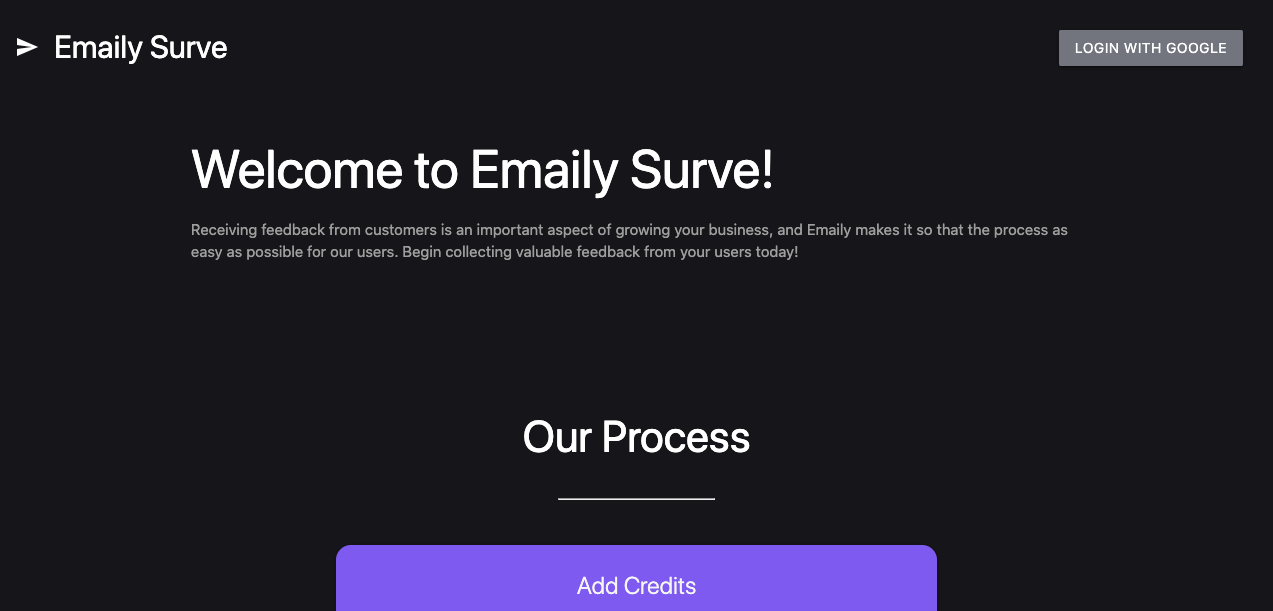 Emaily Surve
LOGIN WITH GOOGLE
Welcome to Emaily Surve!
Receiving feedback from customers is an important aspect of growing your business, and Emaily makes it so that the process as
easy as possible for our users. Begin collecting valuable feedback from your users today!
Our Process
Add Credits